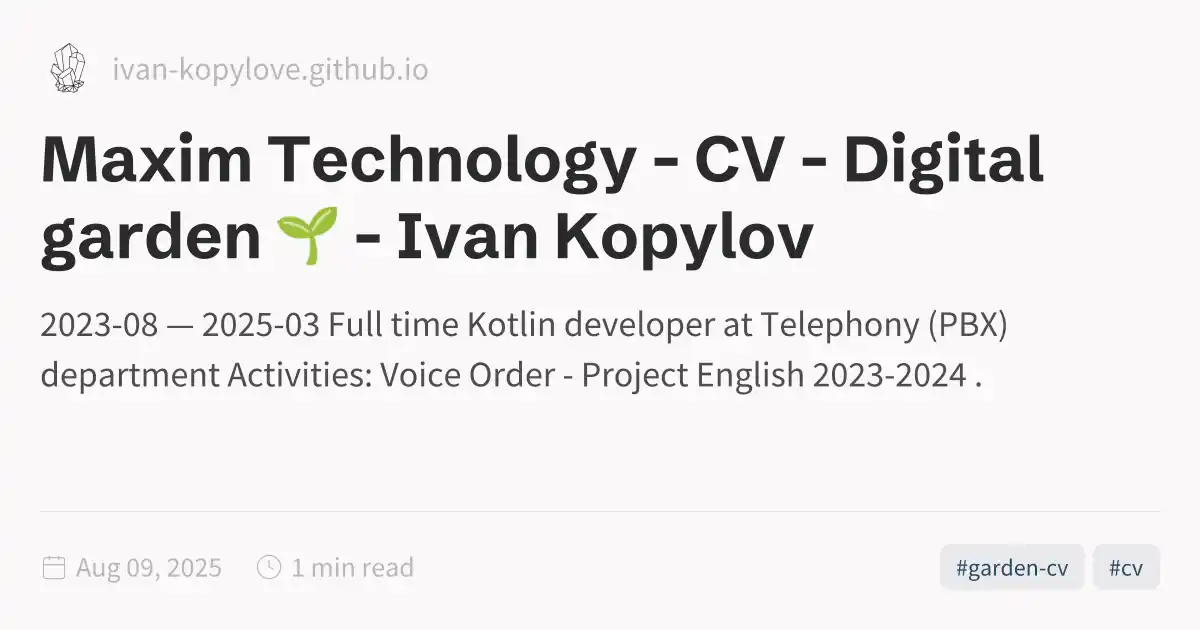 ivan-kopylove.github.io
Maxim Technology - CV - Digital
garden 🌱 - Ivan Kopylov
2023-08 — 2025-03 Full time Kotlin developer at Telephony (PBX)
department Activities: Voice Order - Project English 2023-2024 .
Aug 09, 2025 1 min read #garden-cv #cv